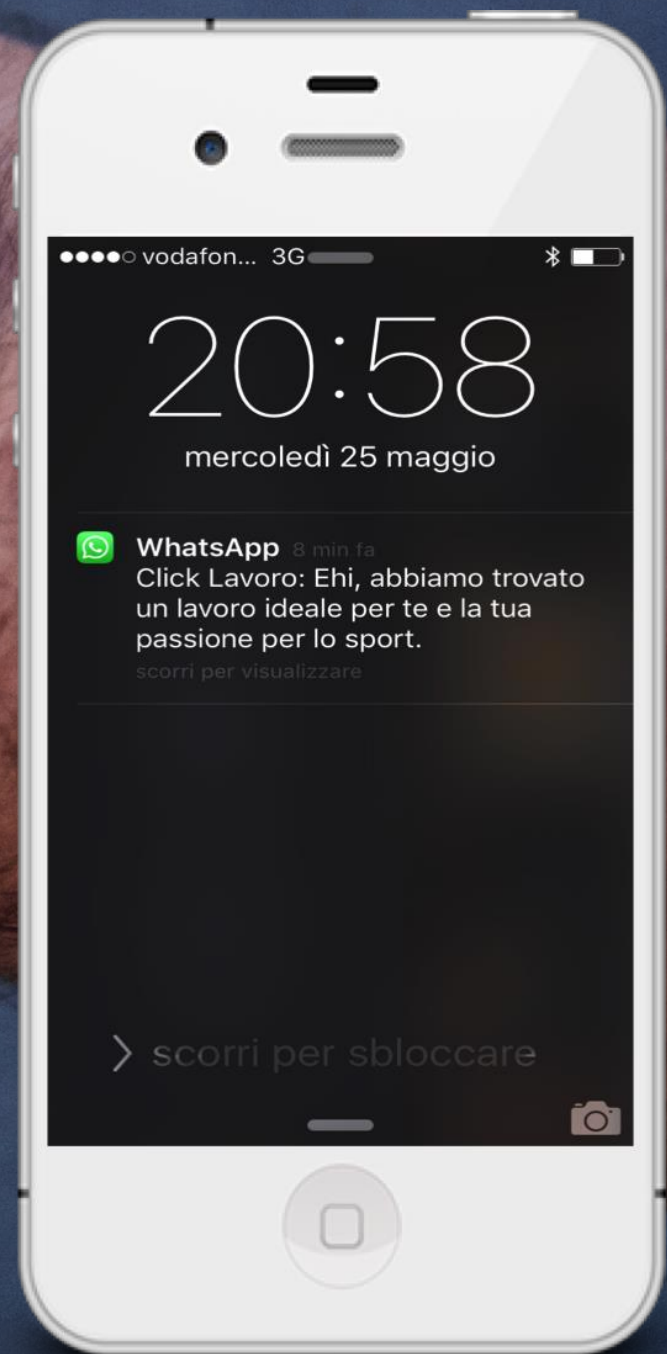 vodafon... 3G
20:58
mercoledì 25 maggio
WhatsApp 8 min fa
Click Lavoro: Ehi, abbiamo trovato
un lavoro ideale per te e la tua
passione per lo sport.
scorri per visualizzare
scorri per sbloccare